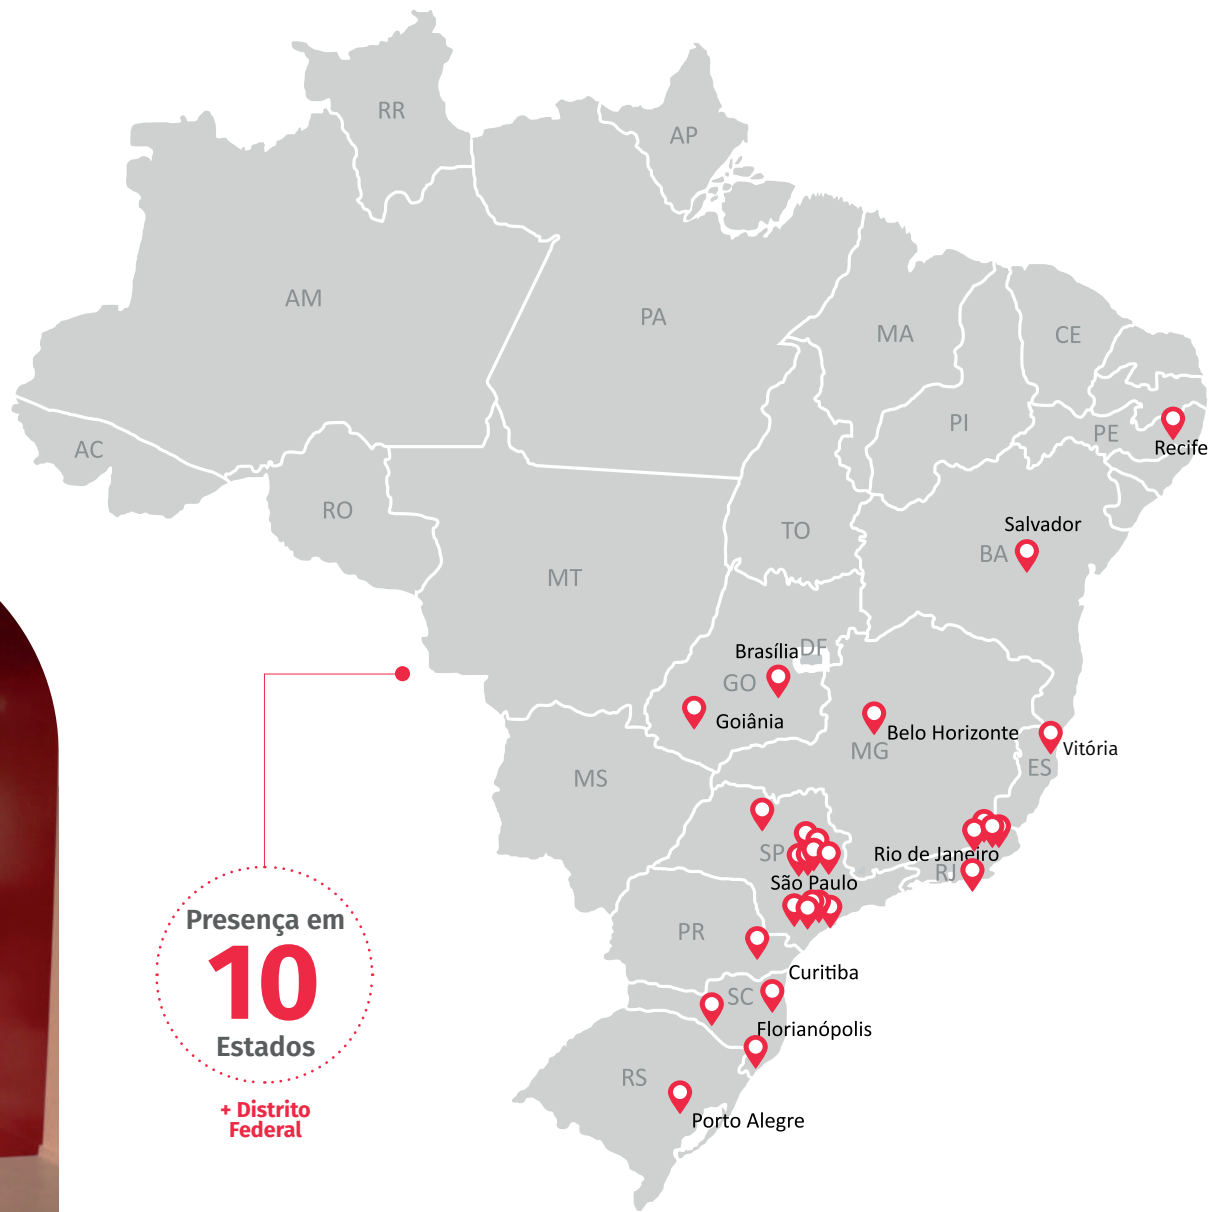 RR
AP
AM
PA
MA
CE
PI
PE
Recife
AC
RO
TO
Salvador
BA
MT
Brasília
DF
GO
Goiânia
Belo Horizonte
MG
Vitória
ES
MS
SP
Rio de Janeiro
RJ
São Paulo
PR
Curitiba
SC
Florianópolis
RS
Porto Alegre
Presença em
10
Estados
+ Distrito
Federal